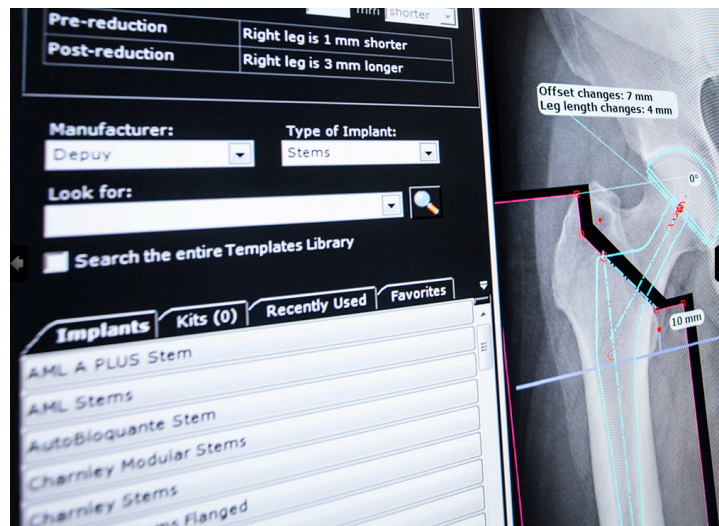 mm shorter
Pre-reduction Right leg is 1 mm shorter
Post-reduction Right leg is 3 mm longer
Manufacturer: Type of Implant:
Depuy Stems
Look for:
Search the entire Templates Library
Implants Kits (0) Recently Used Favorites
AML A PLUS Stem
AML Stems
AutoBloquante Stem
Charnley Modular Stems
Charnley Stems
Flanged
Offset changes: 7 mm
Leg length changes: 4 mm
0°
10 mm